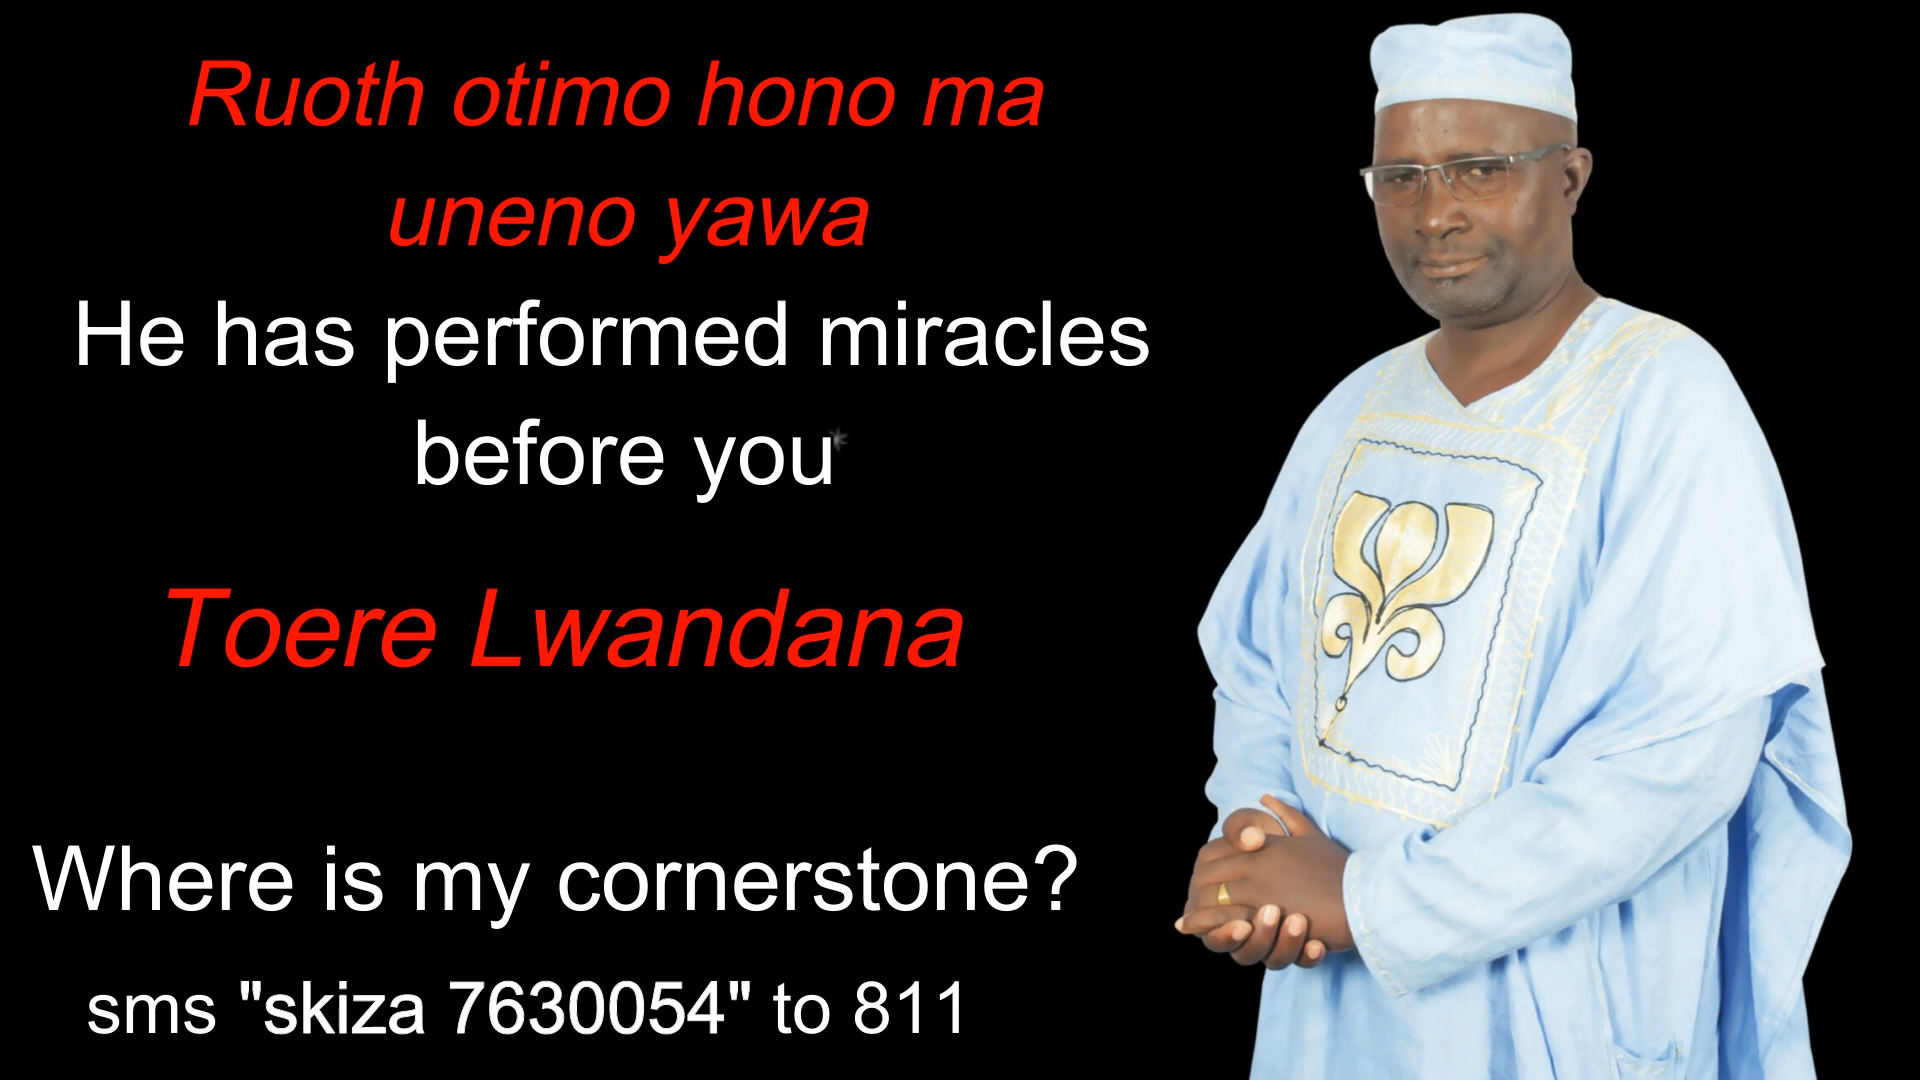 Ruoth otimo hono ma
uneno yawa
He has performed miracles
before you
Toere Lwandana
Where is my cornerstone?
sms "skiza 7630054" to 811